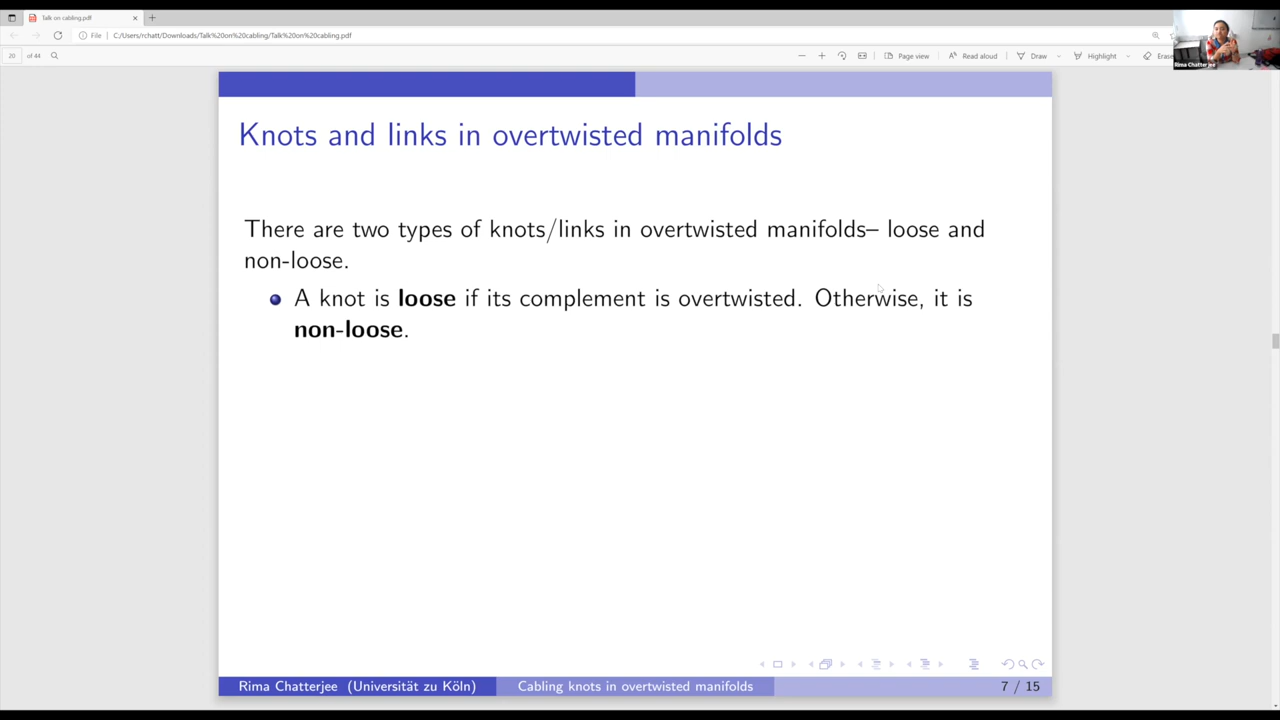 Talk on cabling.pdf
File
C:/Users/rchatt/Downloads/Talk%20on%20cabling/Talk%20on%20cabling.pdf
20 of 44
Page view
Read aloud
Draw
Highlight
Erase
Rima Chatterjee
Knots and links in overtwisted manifolds
There are two types of knots/links in overtwisted manifolds– loose and
non-loose.
A knot is loose if its complement is overtwisted. Otherwise, it is
non-loose.
Rima Chatterjee (Universität zu Köln)
Cabling knots in overtwisted manifolds
7 / 15